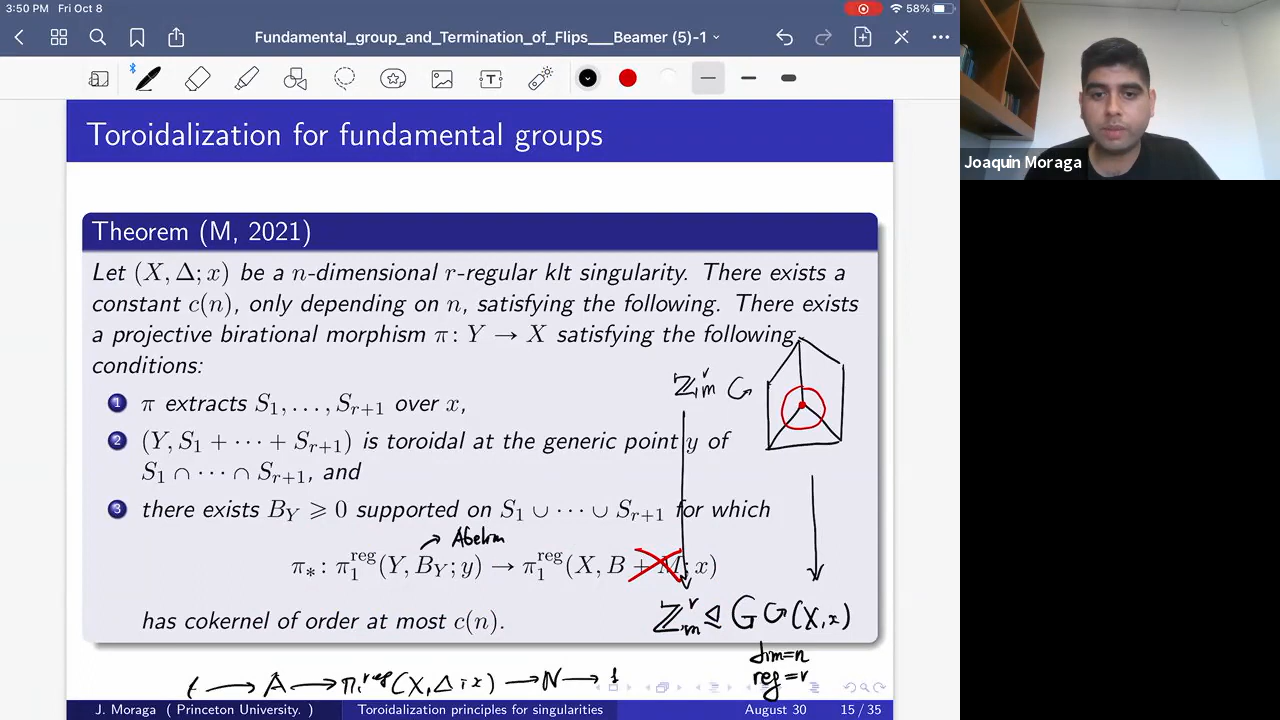 3:50 PM Fri Oct 8
58%
Fundamental_group_and_Termination_of_Flips___Beamer (5)-1
Joaquin Moraga
Toroidalization for fundamental groups
Theorem (M, 2021)
Let (X, Δ; x) be a n-dimensional r-regular klt singularity. There exists a
constant c(n), only depending on n, satisfying the following. There exists
a projective birational morphism π: Y → X satisfying the following
conditions:
ℤ_m^r
1 π extracts S₁, …, S_{r+1} over x,
2 (Y, S₁ + ⋯ + S_{r+1}) is toroidal at the generic point y of
S₁ ∩ ⋯ ∩ S_{r+1}, and
3 there exists B_Y ⩾ 0 supported on S₁ ∪ ⋯ ∪ S_{r+1} for which
→ Abelian
π_*: π₁^reg(Y, B_Y; y) → π₁^reg(X, B + M; x)
has cokernel of order at most c(n).
ℤ_m^r ⊴ G ↻ (X, x)
dim=n
reg=r
1 → A → π₁^reg(X, Δ; x) → N → 1
J. Moraga ( Princeton University. ) Toroidalization principles for singularities August 30 15 / 35